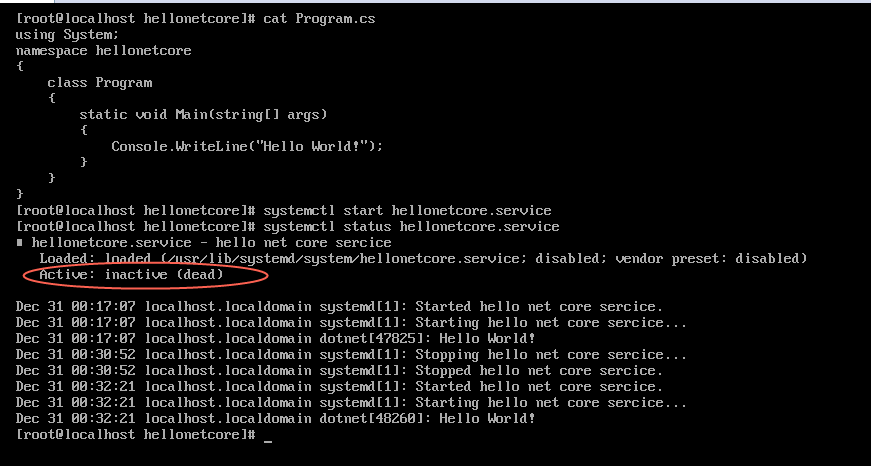 [root@localhost hellonetcore]# cat Program.cs
using System;
namespace hellonetcore
{
    class Program
    {
        static void Main(string[] args)
        {
            Console.WriteLine("Hello World!");
        }
    }
}
[root@localhost hellonetcore]# systemctl start hellonetcore.service
[root@localhost hellonetcore]# systemctl status hellonetcore.service
■ hellonetcore.service - hello net core sercice
   Loaded: loaded (/usr/lib/systemd/system/hellonetcore.service; disabled; vendor preset: disabled)
   Active: inactive (dead)
Dec 31 00:17:07 localhost.localdomain systemd[1]: Started hello net core sercice.
Dec 31 00:17:07 localhost.localdomain systemd[1]: Starting hello net core sercice...
Dec 31 00:17:07 localhost.localdomain dotnet[47825]: Hello World!
Dec 31 00:30:52 localhost.localdomain systemd[1]: Stopping hello net core sercice...
Dec 31 00:30:52 localhost.localdomain systemd[1]: Stopped hello net core sercice.
Dec 31 00:32:21 localhost.localdomain systemd[1]: Started hello net core sercice.
Dec 31 00:32:21 localhost.localdomain systemd[1]: Starting hello net core sercice...
Dec 31 00:32:21 localhost.localdomain dotnet[48260]: Hello World!
[root@localhost hellonetcore]# _